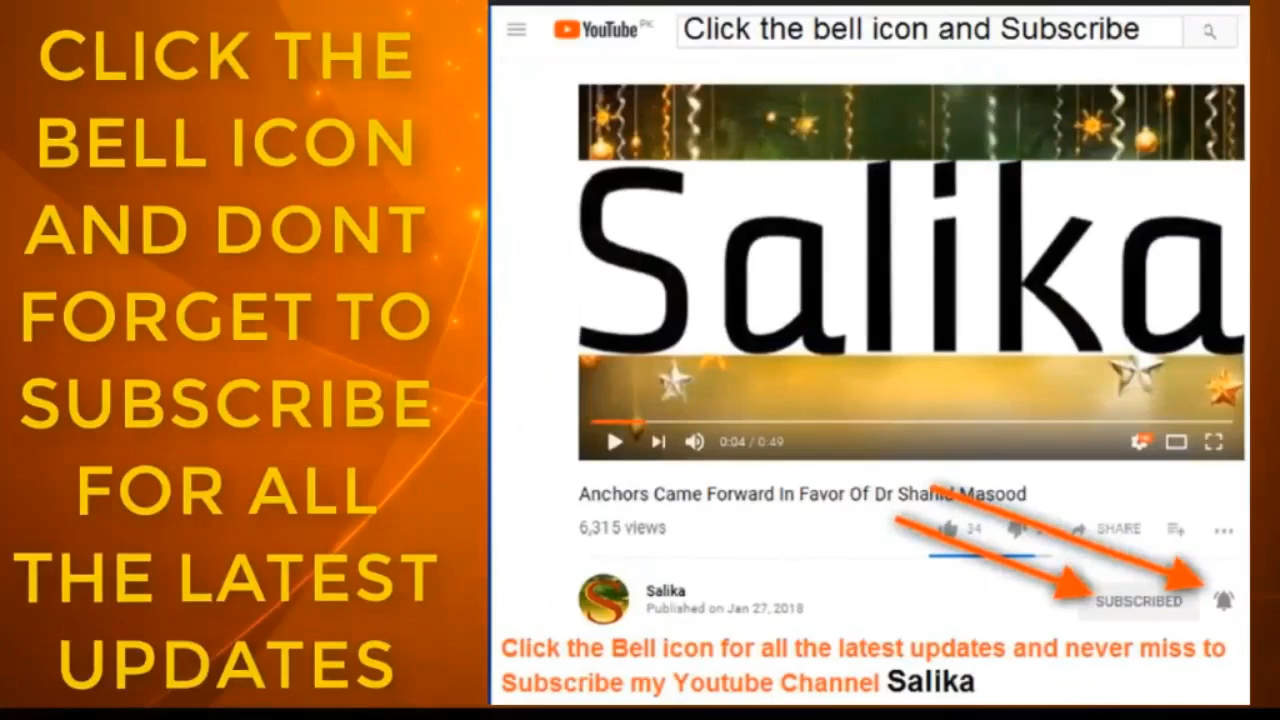 CLICK THE
BELL ICON
AND DONT
FORGET TO
SUBSCRIBE
FOR ALL
THE LATEST
UPDATES
YouTube PK
Click the bell icon and Subscribe
Salika
0:04 / 0:49
Anchors Came Forward In Favor Of Dr Shahid Masood
6,315 views
34
SHARE
Salika
Published on Jan 27, 2018
SUBSCRIBED
Click the Bell icon for all the latest updates and never miss to
Subscribe my Youtube Channel Salika